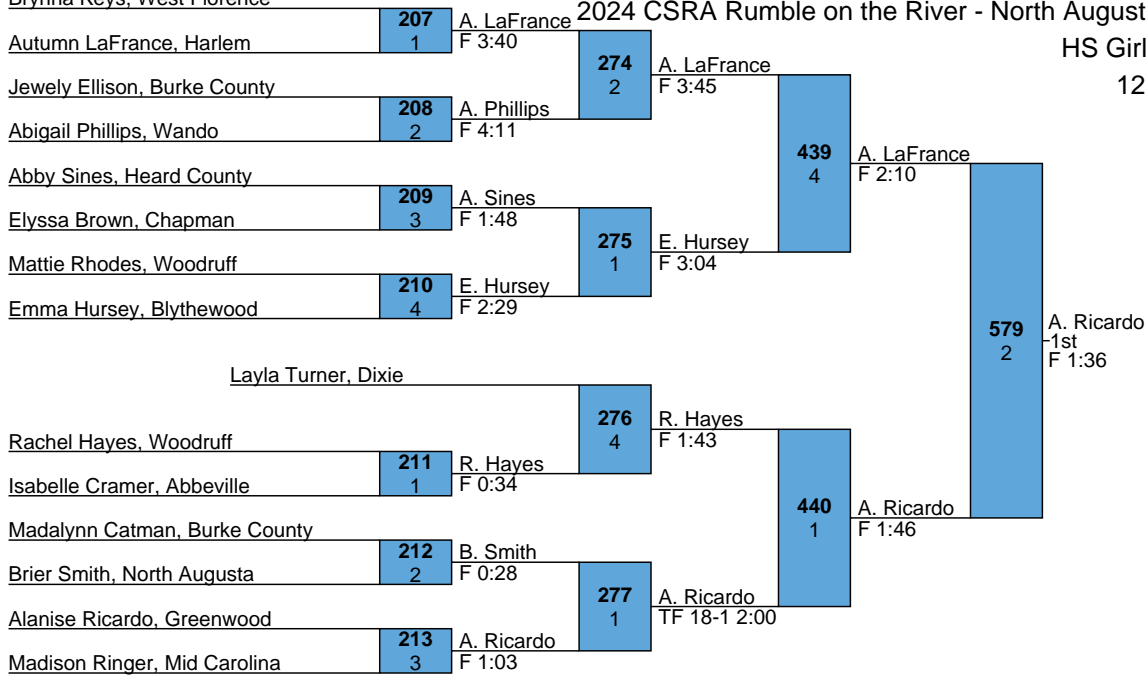 Brynna Keys, West Florence
2024 CSRA Rumble on the River - North August
HS Girl
12
207
1
A. LaFrance
F 3:40
Autumn LaFrance, Harlem
274
2
A. LaFrance
F 3:45
Jewely Ellison, Burke County
208
2
A. Phillips
F 4:11
Abigail Phillips, Wando
439
4
A. LaFrance
F 2:10
Abby Sines, Heard County
209
3
A. Sines
F 1:48
Elyssa Brown, Chapman
275
1
E. Hursey
F 3:04
Mattie Rhodes, Woodruff
210
4
E. Hursey
F 2:29
Emma Hursey, Blythewood
579
2
A. Ricardo
1st
F 1:36
Layla Turner, Dixie
276
4
R. Hayes
F 1:43
Rachel Hayes, Woodruff
211
1
R. Hayes
F 0:34
Isabelle Cramer, Abbeville
440
1
A. Ricardo
F 1:46
Madalynn Catman, Burke County
212
2
B. Smith
F 0:28
Brier Smith, North Augusta
277
1
A. Ricardo
TF 18-1 2:00
Alanise Ricardo, Greenwood
213
3
A. Ricardo
F 1:03
Madison Ringer, Mid Carolina